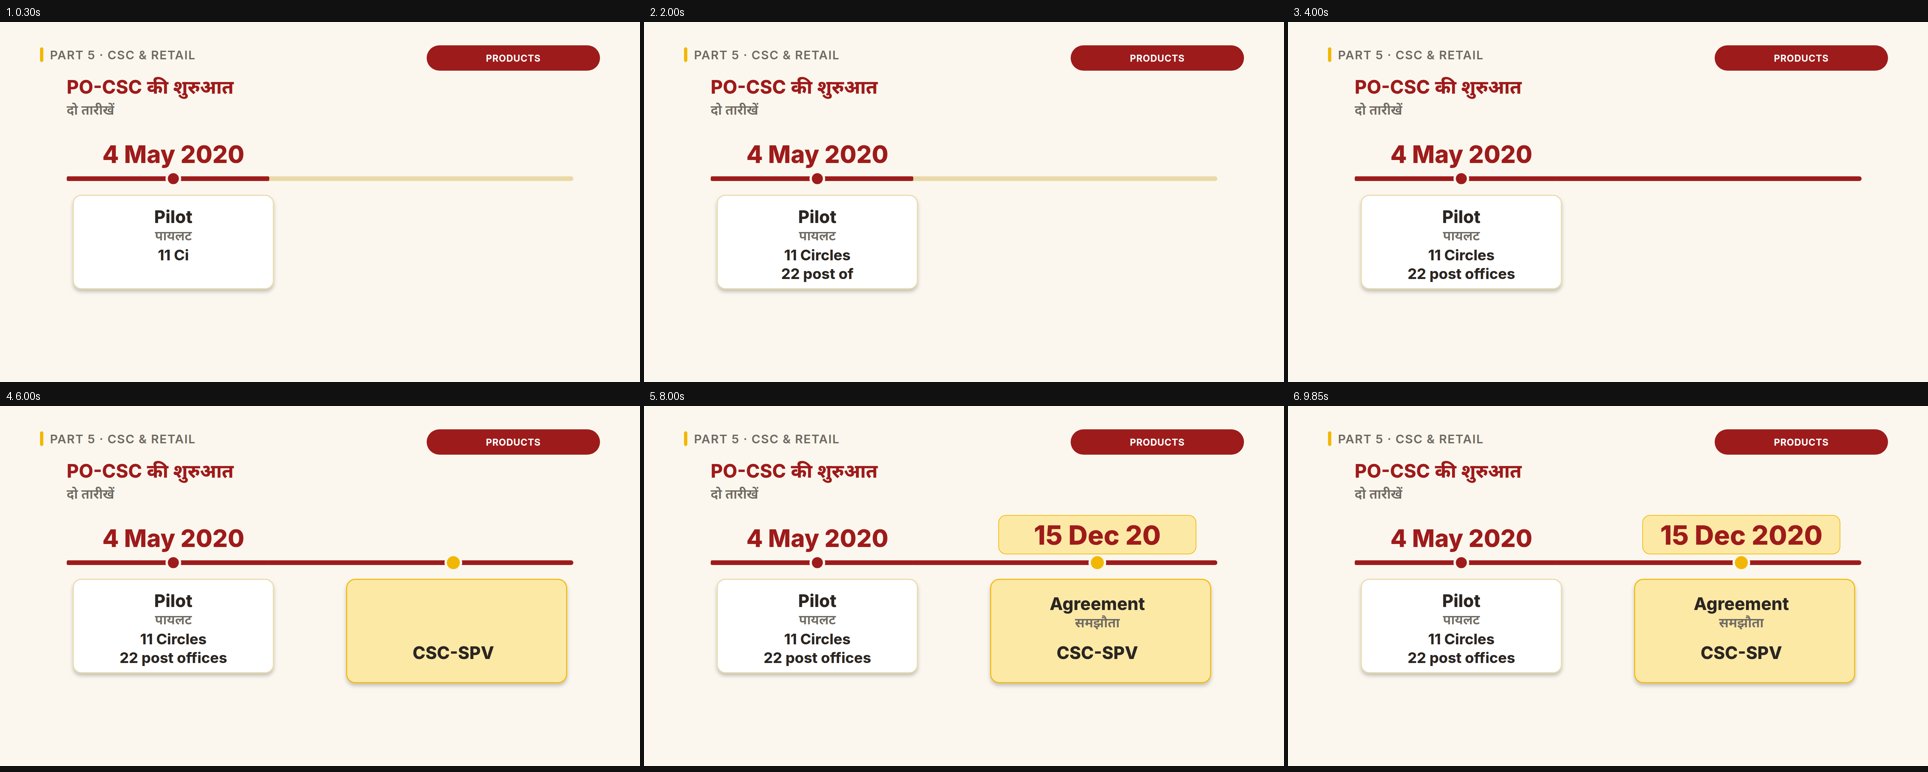 1. 0.30s
PART 5 · CSC & RETAIL
PRODUCTS
PO-CSC की शुरुआत
दो तारीखें
4 May 2020
Pilot
पायलट
11 Ci
2. 2.00s
PART 5 · CSC & RETAIL
PRODUCTS
PO-CSC की शुरुआत
दो तारीखें
4 May 2020
Pilot
पायलट
11 Circles
22 post of
3. 4.00s
PART 5 · CSC & RETAIL
PRODUCTS
PO-CSC की शुरुआत
दो तारीखें
4 May 2020
Pilot
पायलट
11 Circles
22 post offices
4. 6.00s
PART 5 · CSC & RETAIL
PRODUCTS
PO-CSC की शुरुआत
दो तारीखें
4 May 2020
Pilot
पायलट
11 Circles
22 post offices
CSC-SPV
5. 8.00s
PART 5 · CSC & RETAIL
PRODUCTS
PO-CSC की शुरुआत
दो तारीखें
4 May 2020
Pilot
पायलट
11 Circles
22 post offices
15 Dec 20
Agreement
समझौता
CSC-SPV
6. 9.85s
PART 5 · CSC & RETAIL
PRODUCTS
PO-CSC की शुरुआत
दो तारीखें
4 May 2020
Pilot
पायलट
11 Circles
22 post offices
15 Dec 2020
Agreement
समझौता
CSC-SPV